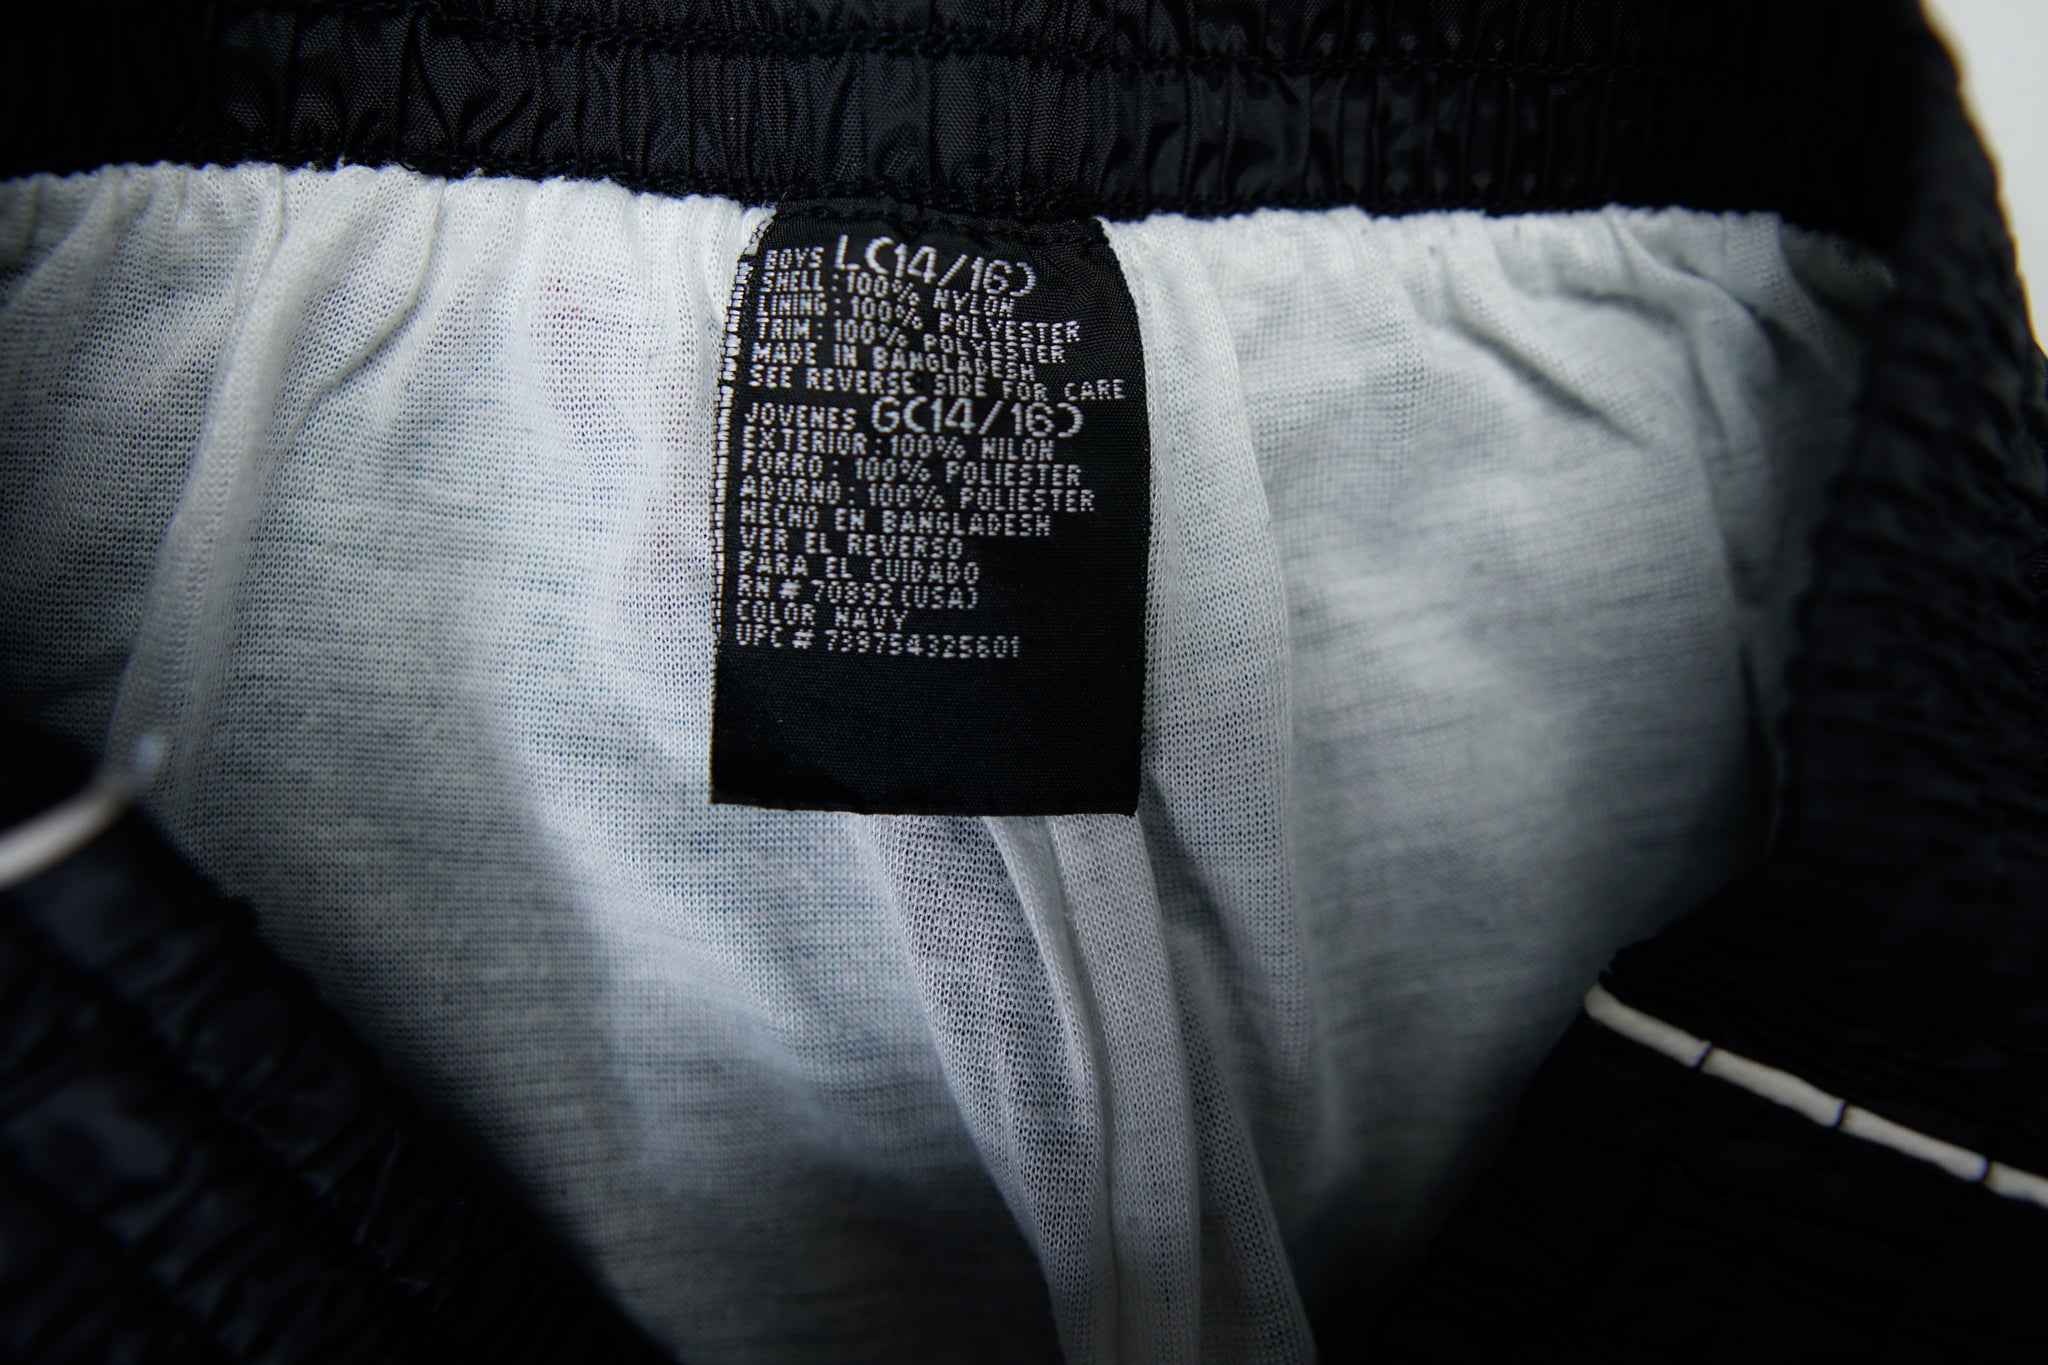 BOYS L(14/16)
SHELL: 100% NYLON
LINING: 100% POLYESTER
TRIM: 100% POLYESTER
MADE IN BANGLADESH
SEE REVERSE SIDE FOR CARE
JOVENES G(14/16)
EXTERIOR: 100% NILON
FORRO: 100% POLIESTER
ADORNO: 100% POLIESTER
HECHO EN BANGLADESH
VER EL REVERSO
PARA EL CUIDADO
RN # 70892 (USA)
COLOR NAVY
UPC # 739754325601